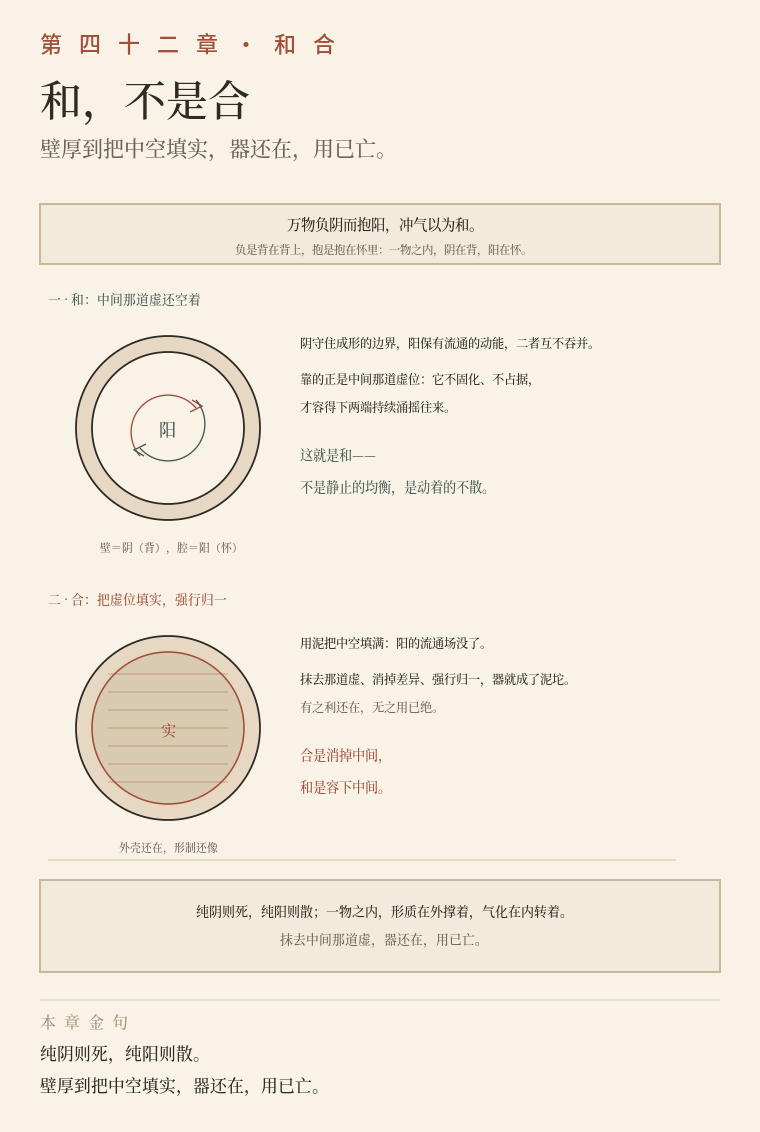 第四十二章·和合
和，不是合
壁厚到把中空填实，器还在，用已亡。
万物负阴而抱阳，冲气以为和。
负是背在背上，抱是抱在怀里：一物之内，阴在背，阳在怀。
一·和：中间那道虚还空着
阳
阴守住成形的边界，阳保有流通的动能，二者互不吞并。
靠的正是中间那道虚位：它不固化、不占据，
才容得下两端持续涌摇往来。
这就是和——
不是静止的均衡，是动着的不散。
壁＝阴（背），腔＝阳（怀）
二·合：把虚位填实，强行归一
实
用泥把中空填满：阳的流通场没了。
抹去那道虚、消掉差异、强行归一，器就成了泥坨。
有之利还在，无之用已绝。
合是消掉中间，
和是容下中间。
外壳还在，形制还像
纯阴则死，纯阳则散；一物之内，形质在外撑着，气化在内转着。
抹去中间那道虚，器还在，用已亡。
本章金句
纯阴则死，纯阳则散。
壁厚到把中空填实，器还在，用已亡。